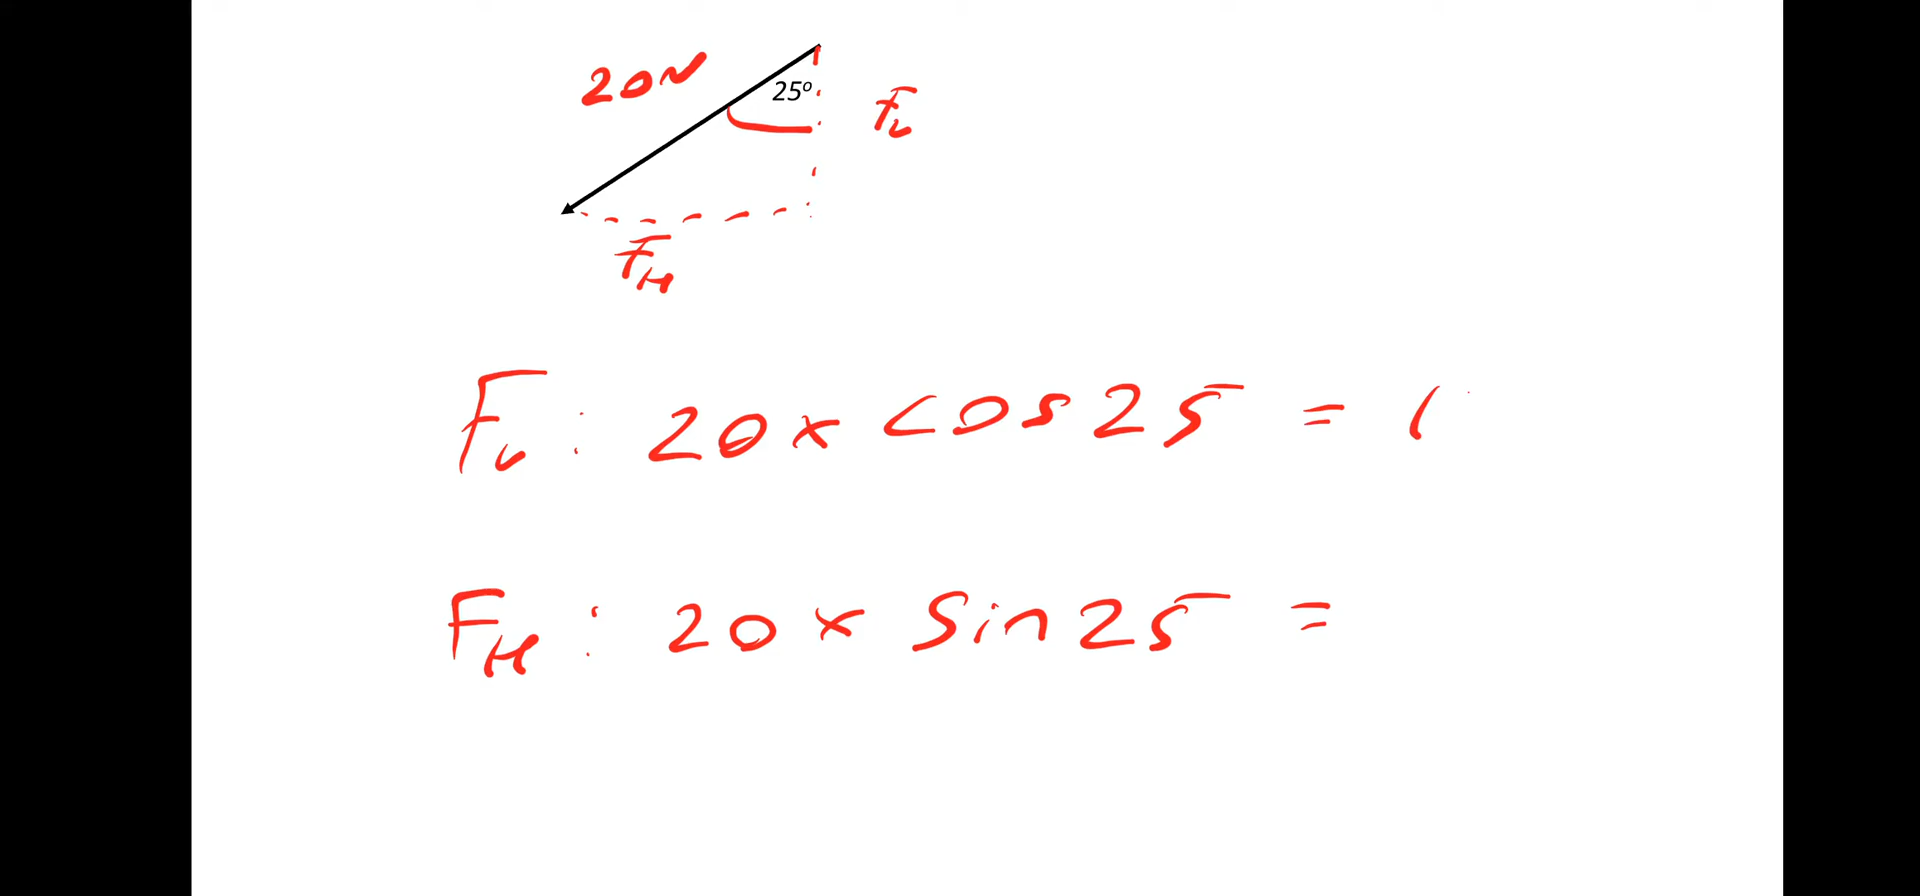 20N
25°
Fv
FH
Fv : 20 × cos 25 = 1
FH : 20 × sin 25 =